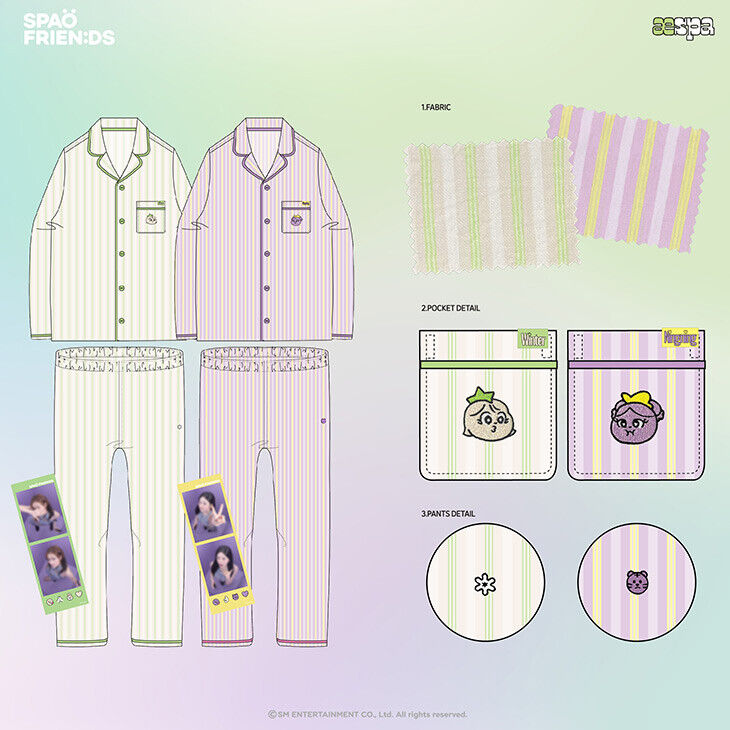 SPAÖ
FRIEN:DS
aespa
1.FABRIC
2.POCKET DETAIL
Winter
Ningning
3.PANTS DETAIL
©SM ENTERTAINMENT CO., Ltd. All rights reserved.